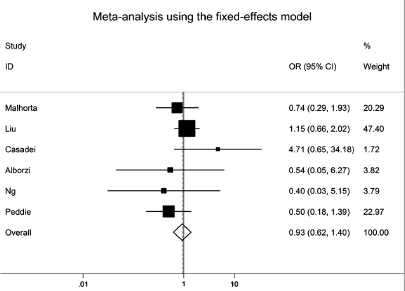 Meta-analysis using the fixed-effects model
Study %
ID OR (95% CI) Weight
Malhorta 0.74 (0.29, 1.93) 20.29
Liu 1.15 (0.66, 2.02) 47.40
Casadei 4.71 (0.65, 34.18) 1.72
Alborzi 0.54 (0.05, 6.27) 3.82
Ng 0.40 (0.03, 5.15) 3.79
Peddie 0.50 (0.18, 1.39) 22.97
Overall 0.93 (0.62, 1.40) 100.00
.01 1 10